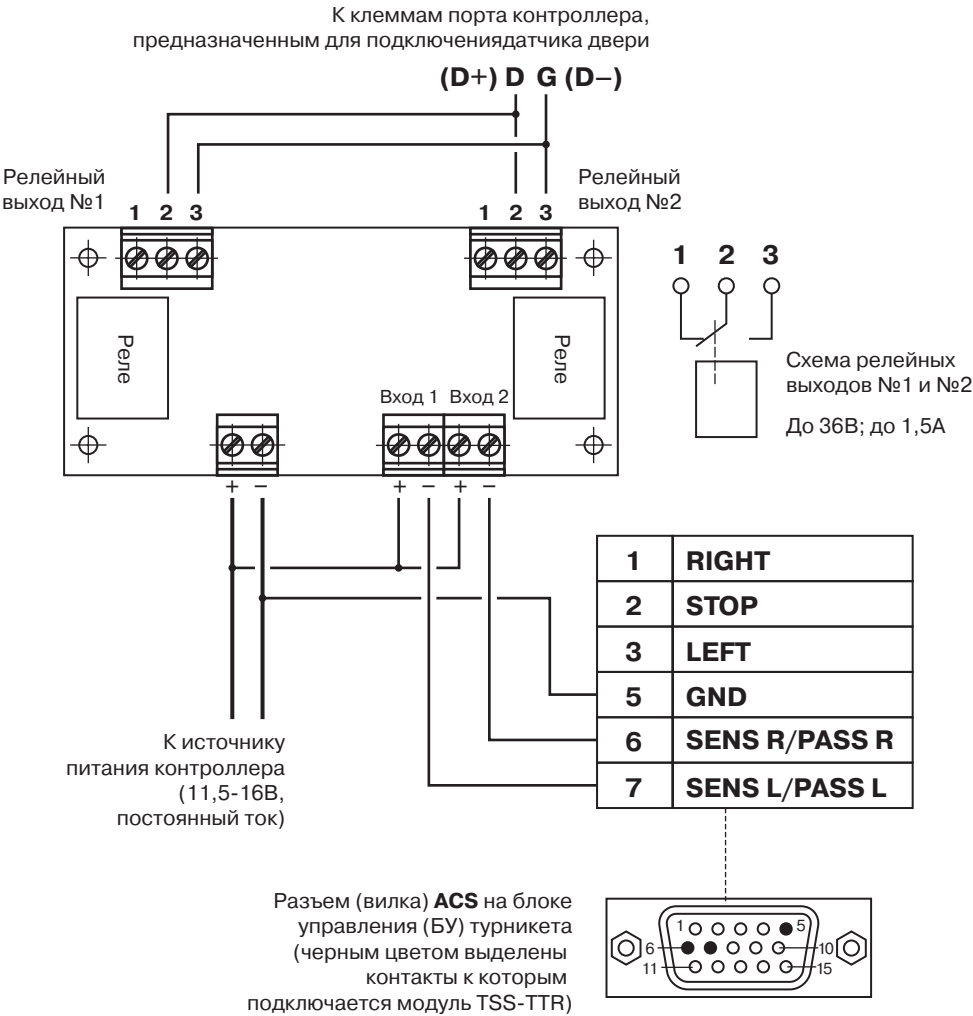 К клеммам порта контроллера,
предназначенным для подключениядатчика двери
(D+) D G (D−)
Релейный
выход №1
1 2 3
Релейный
выход №2
1 2 3
Реле
Реле
Вход 1 Вход 2
+ −
+ − + −
1 2 3
Схема релейных
выходов №1 и №2
До 36В; до 1,5А
1 RIGHT
2 STOP
3 LEFT
5 GND
6 SENS R/PASS R
7 SENS L/PASS L
К источнику
питания контроллера
(11,5-16В,
постоянный ток)
Разъем (вилка) ACS на блоке
управления (БУ) турникета
(черным цветом выделены
контакты к которым
подключается модуль TSS-TTR)
1 5
6 10
11 15